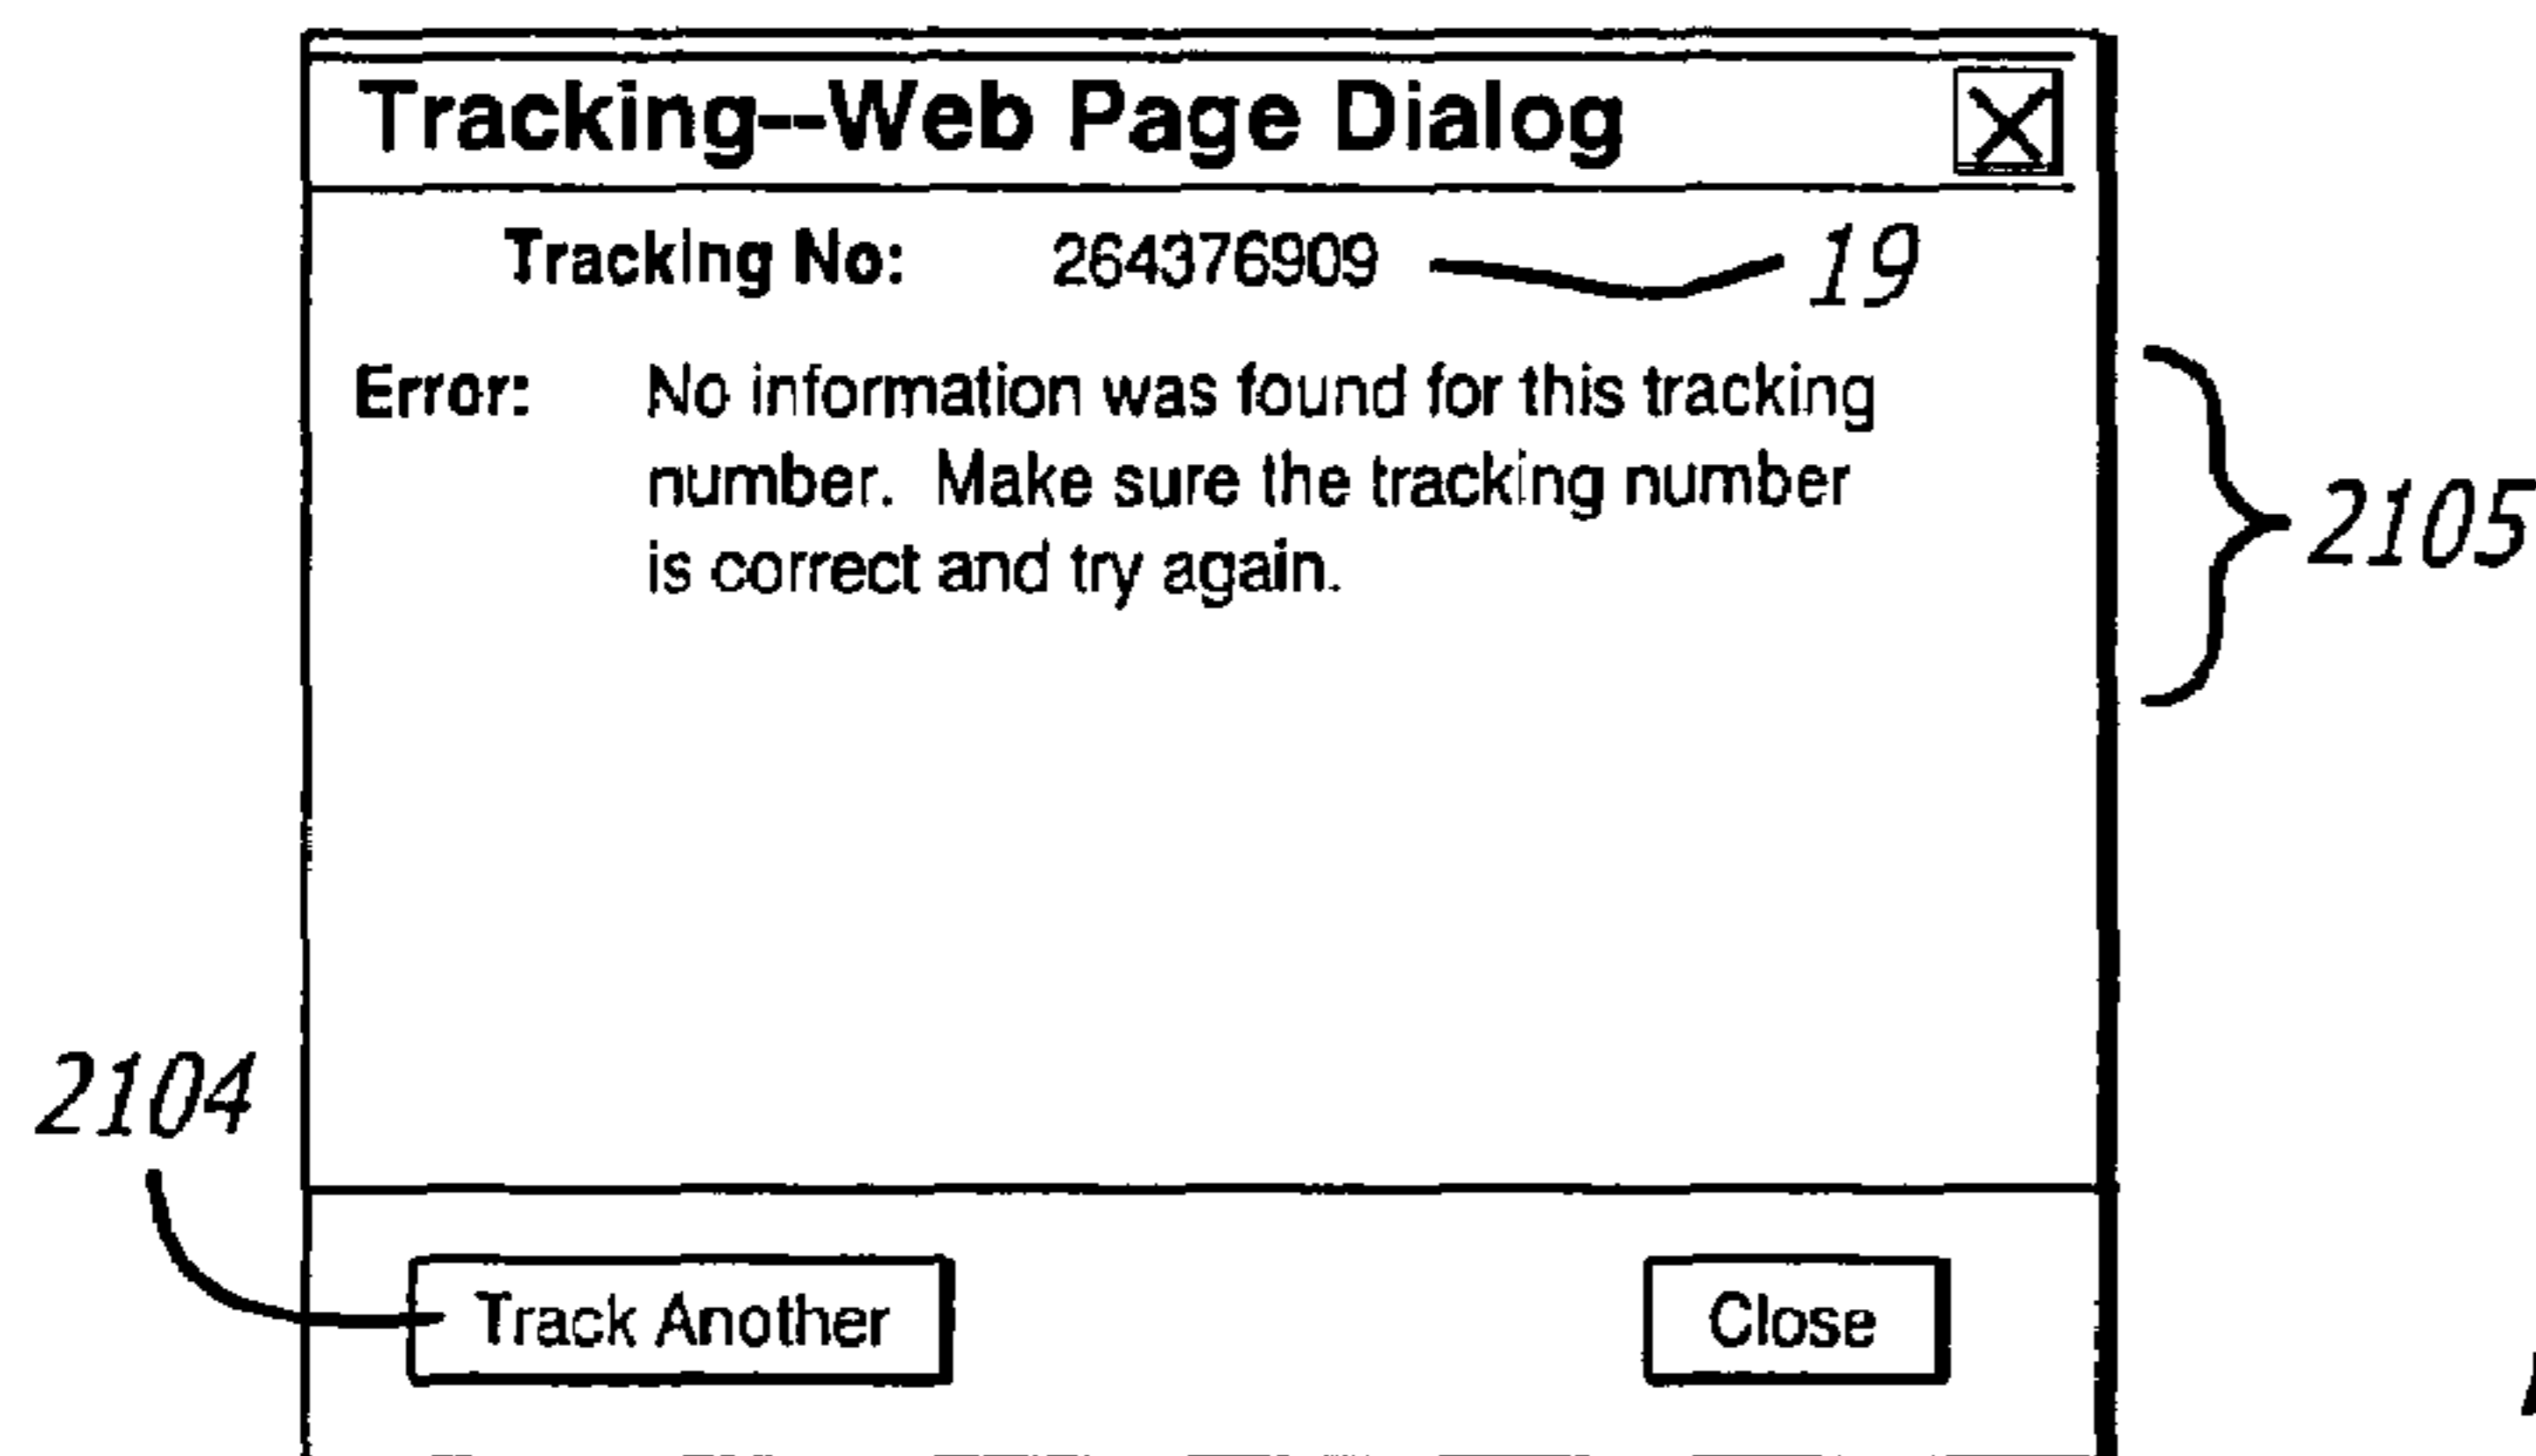 Tracking--Web Page Dialog
Tracking No: 264376909 19
Error: No information was found for this tracking
number. Make sure the tracking number
is correct and try again.
2105
2104
Track Another Close